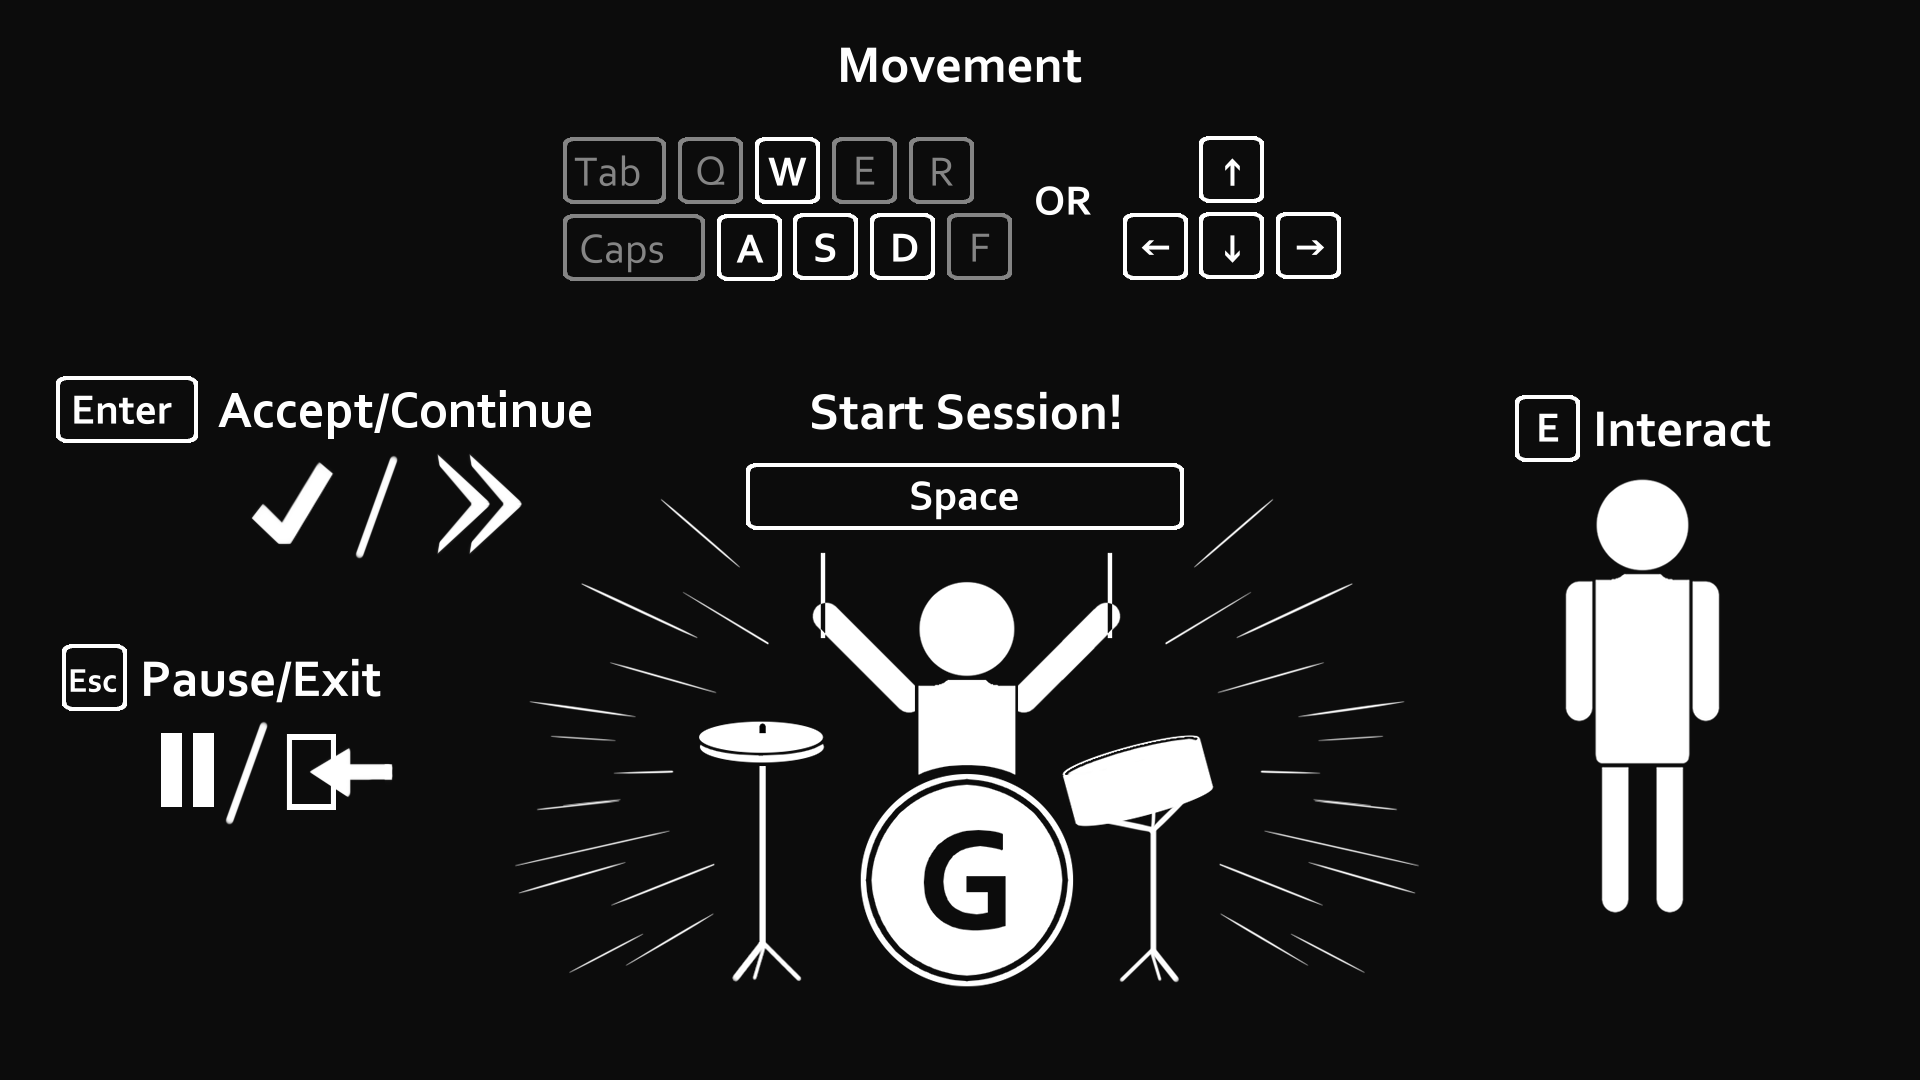 Movement
Tab Q W E R
OR
↑
Caps A S D F
← ↓ →
Enter Accept/Continue
Start Session!
E Interact
Space
Esc Pause/Exit
G